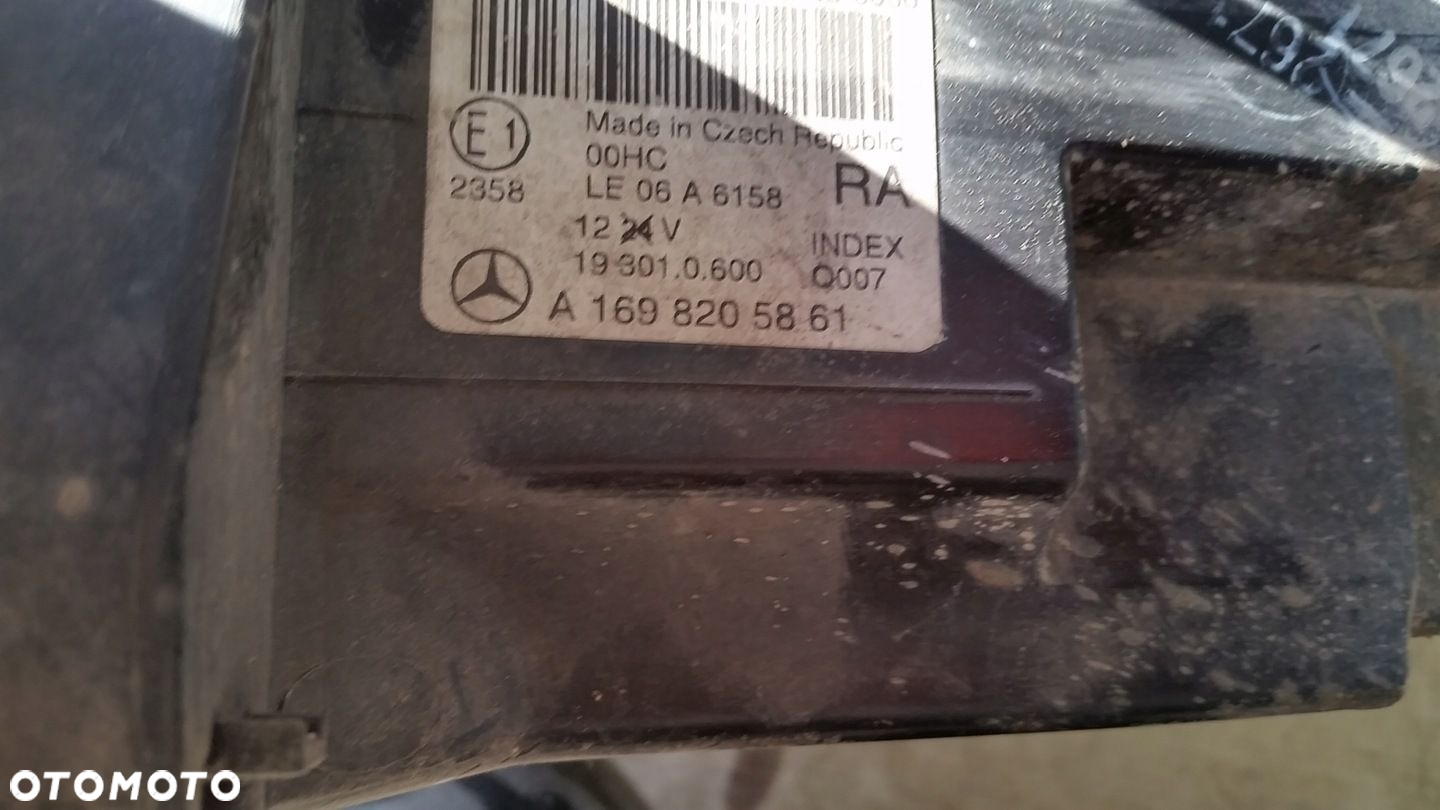 E1
2358
Made in Czech Republic
00HC
LE 06 A 6158
RA
12 24 V
19 301.0.600
INDEX
Q007
A 169 820 58 61
267
OTOMOTO